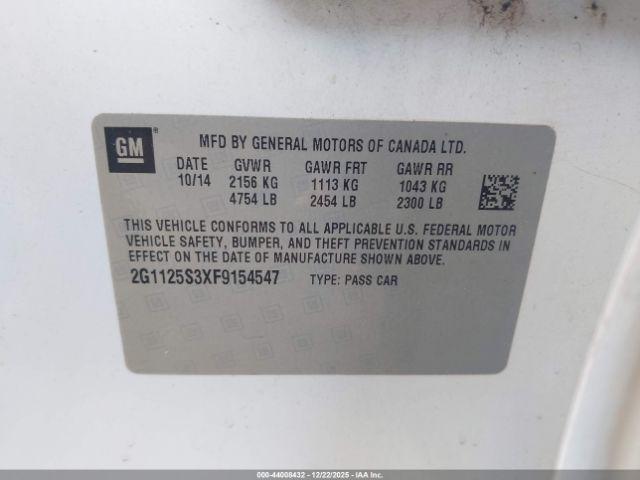 GM®
MFD BY GENERAL MOTORS OF CANADA LTD.
DATE GVWR GAWR FRT GAWR RR
10/14 2156 KG 1113 KG 1043 KG
4754 LB 2454 LB 2300 LB
THIS VEHICLE CONFORMS TO ALL APPLICABLE U.S. FEDERAL MOTOR
VEHICLE SAFETY, BUMPER, AND THEFT PREVENTION STANDARDS IN
EFFECT ON THE DATE OF MANUFACTURE SHOWN ABOVE.
2G1125S3XF9154547 TYPE: PASS CAR
000-44008432 - 12/22/2025 - IAA, Inc.